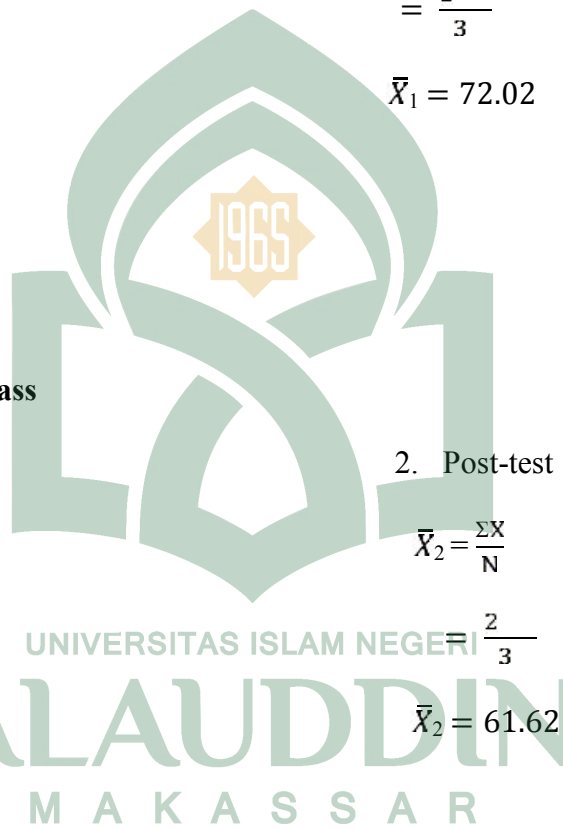 = —/3
X̄₁ = 72.02
1965
ass
2. Post-test
X̄₂ = ΣX/N
= 2/3
X̄₂ = 61.62
UNIVERSITAS ISLAM NEGERI
ALAUDDIN
MAKASSAR